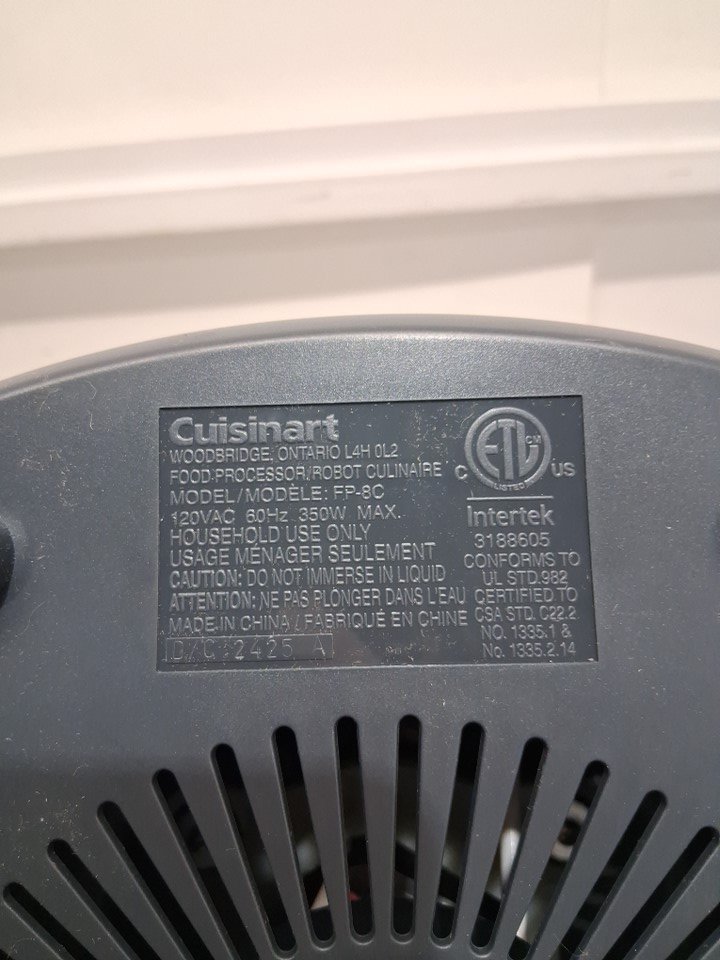 Cuisinart
WOODBRIDGE, ONTARIO L4H 0L2
FOOD PROCESSOR/ROBOT CULINAIRE
MODEL/MODÈLE: FP-8C
120VAC 60Hz 350W MAX.
HOUSEHOLD USE ONLY
USAGE MÉNAGER SEULEMENT
CAUTION: DO NOT IMMERSE IN LIQUID
ATTENTION: NE PAS PLONGER DANS L'EAU
MADE IN CHINA / FABRIQUÉ EN CHINE
D/C:2425 A
ETL CM
LISTED
C US
Intertek
3188605
CONFORMS TO
UL STD.982
CERTIFIED TO
CSA STD. C22.2
NO. 1335.1 &
No. 1335.2.14